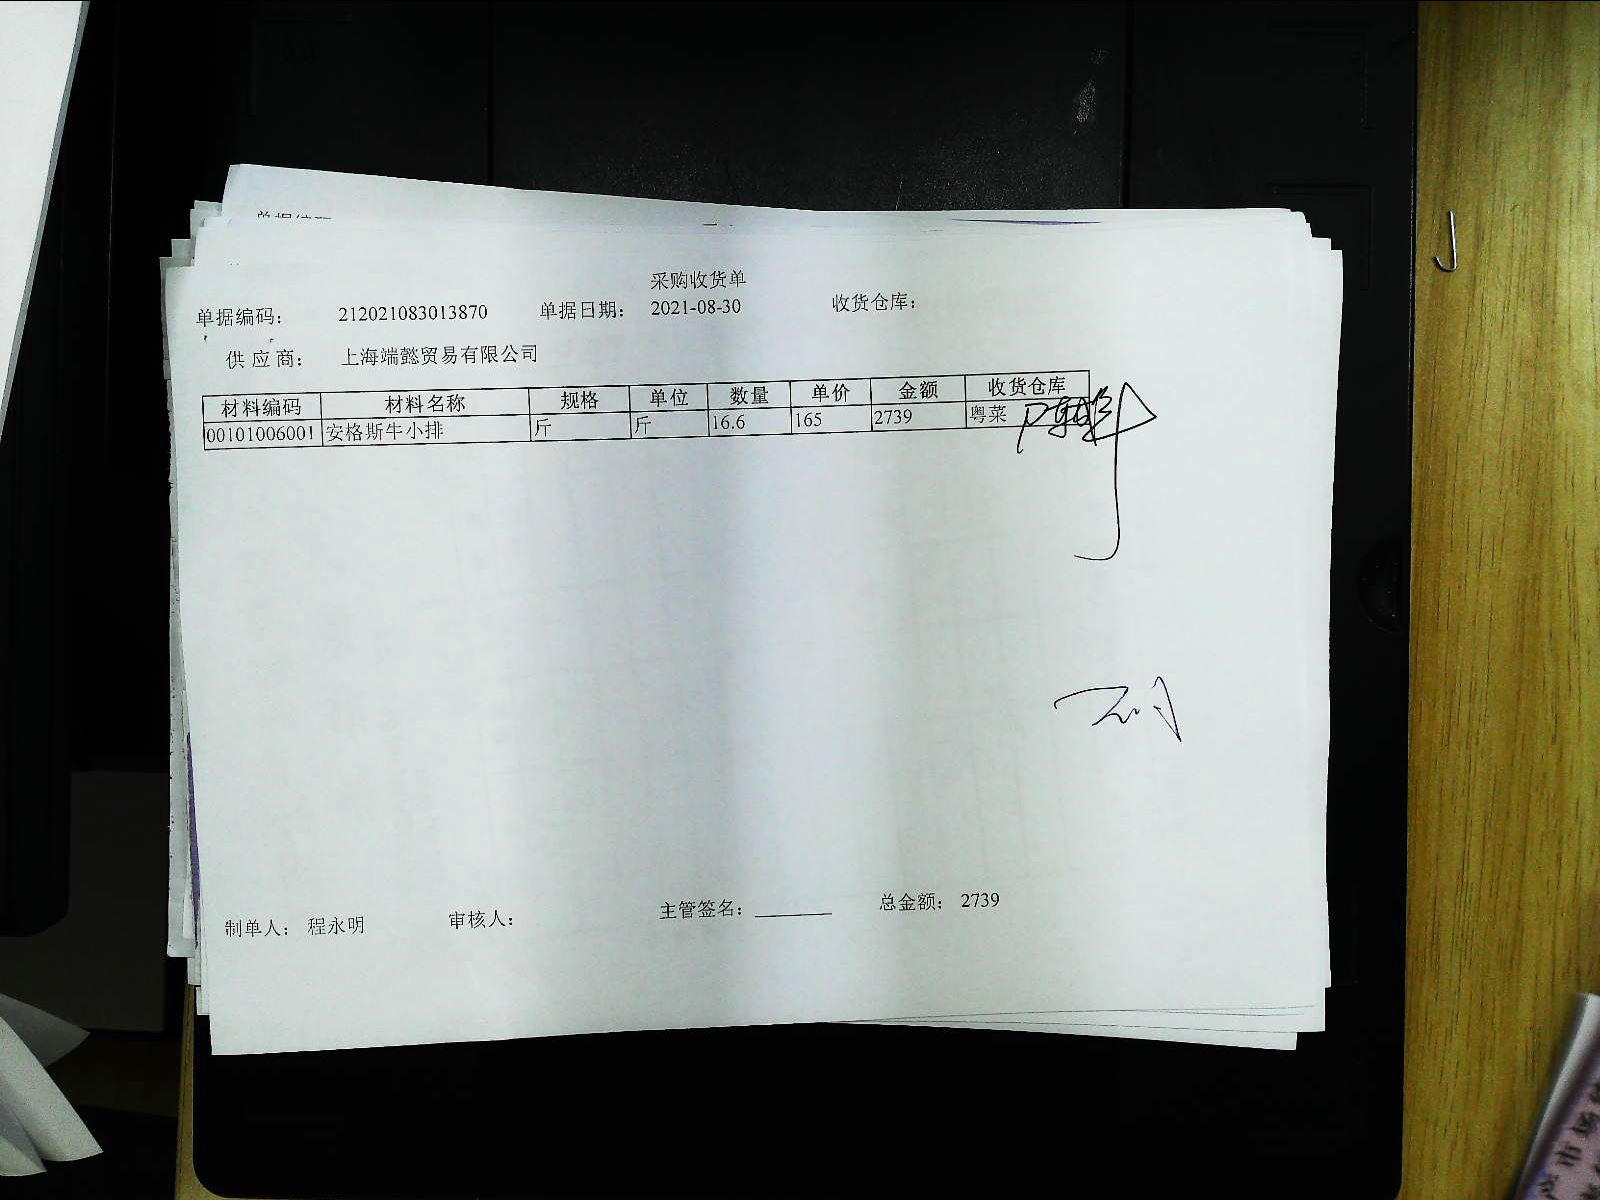 采购收货单
单据编码： 212021083013870 单据日期： 2021-08-30 收货仓库：
供应商： 上海端懿贸易有限公司
材料编码 材料名称 规格 单位 数量 单价 金额 收货仓库
00101006001 安格斯牛小排 斤 斤 16.6 165 2739 粤菜
制单人： 程永明 审核人： 主管签名： 总金额： 2739